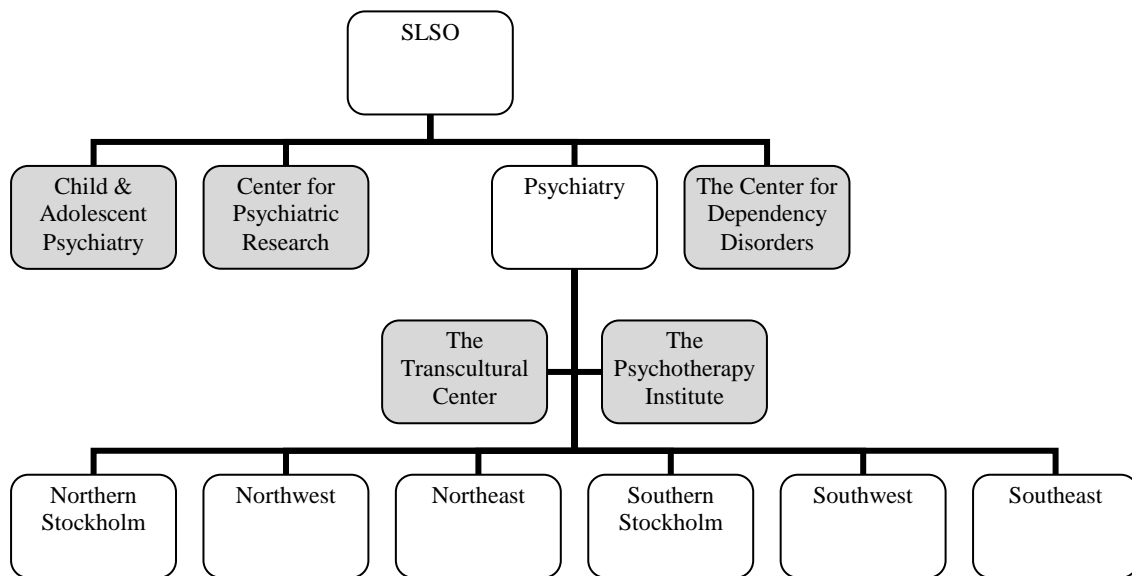 SLSO
Child &
Adolescent
Psychiatry
Center for
Psychiatric
Research
Psychiatry
The Center for
Dependency
Disorders
The
Transcultural
Center
The
Psychotherapy
Institute
Northern
Stockholm
Northwest
Northeast
Southern
Stockholm
Southwest
Southeast